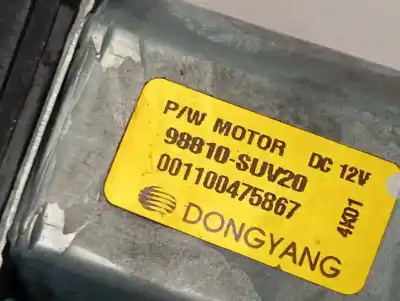 P/W MOTOR DC 12V
98810-SUV20
001100475867 4K01
DONGYANG